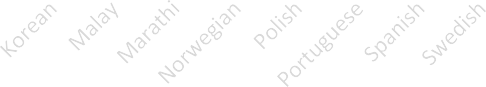 Korean
Malay
Marathi
Norwegian
Polish
Portuguese
Spanish
Swedish